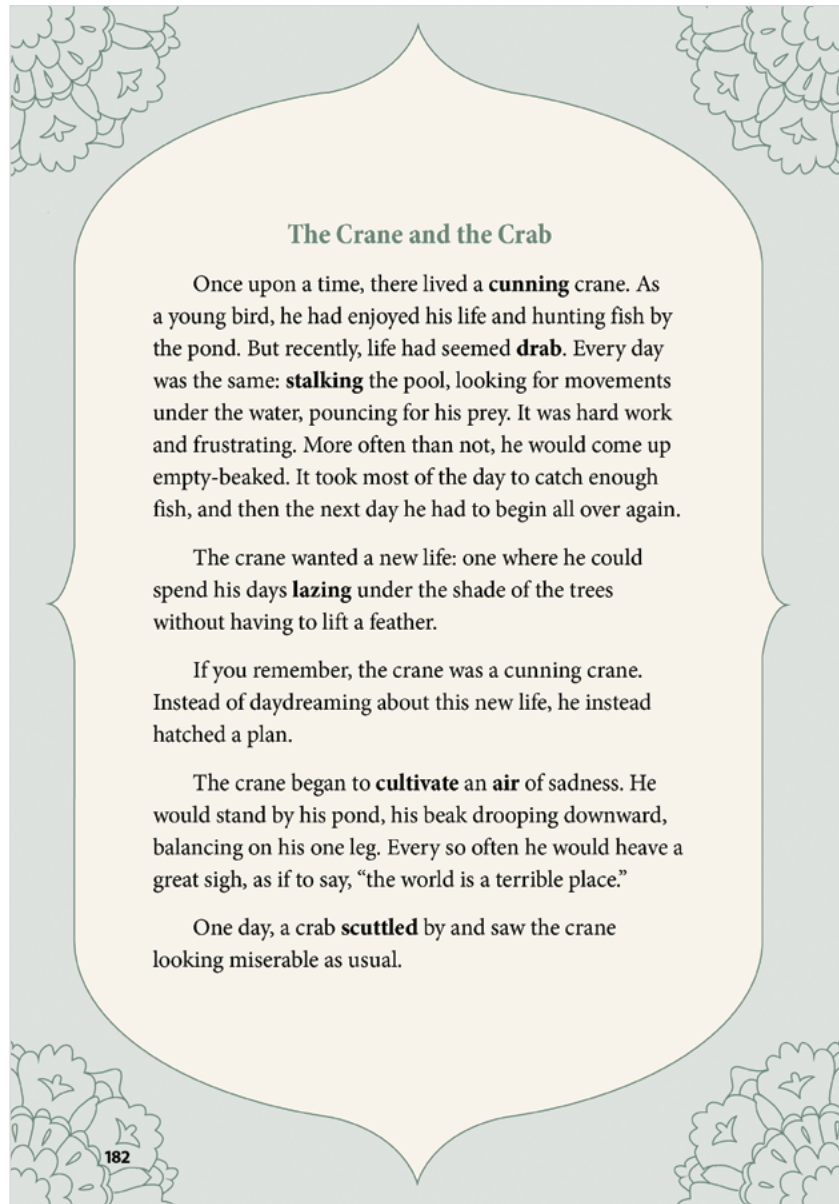 The Crane and the Crab
Once upon a time, there lived a cunning crane. As
a young bird, he had enjoyed his life and hunting fish by
the pond. But recently, life had seemed drab. Every day
was the same: stalking the pool, looking for movements
under the water, pouncing for his prey. It was hard work
and frustrating. More often than not, he would come up
empty-beaked. It took most of the day to catch enough
fish, and then the next day he had to begin all over again.
The crane wanted a new life: one where he could
spend his days lazing under the shade of the trees
without having to lift a feather.
If you remember, the crane was a cunning crane.
Instead of daydreaming about this new life, he instead
hatched a plan.
The crane began to cultivate an air of sadness. He
would stand by his pond, his beak drooping downward,
balancing on his one leg. Every so often he would heave a
great sigh, as if to say, “the world is a terrible place.”
One day, a crab scuttled by and saw the crane
looking miserable as usual.
182